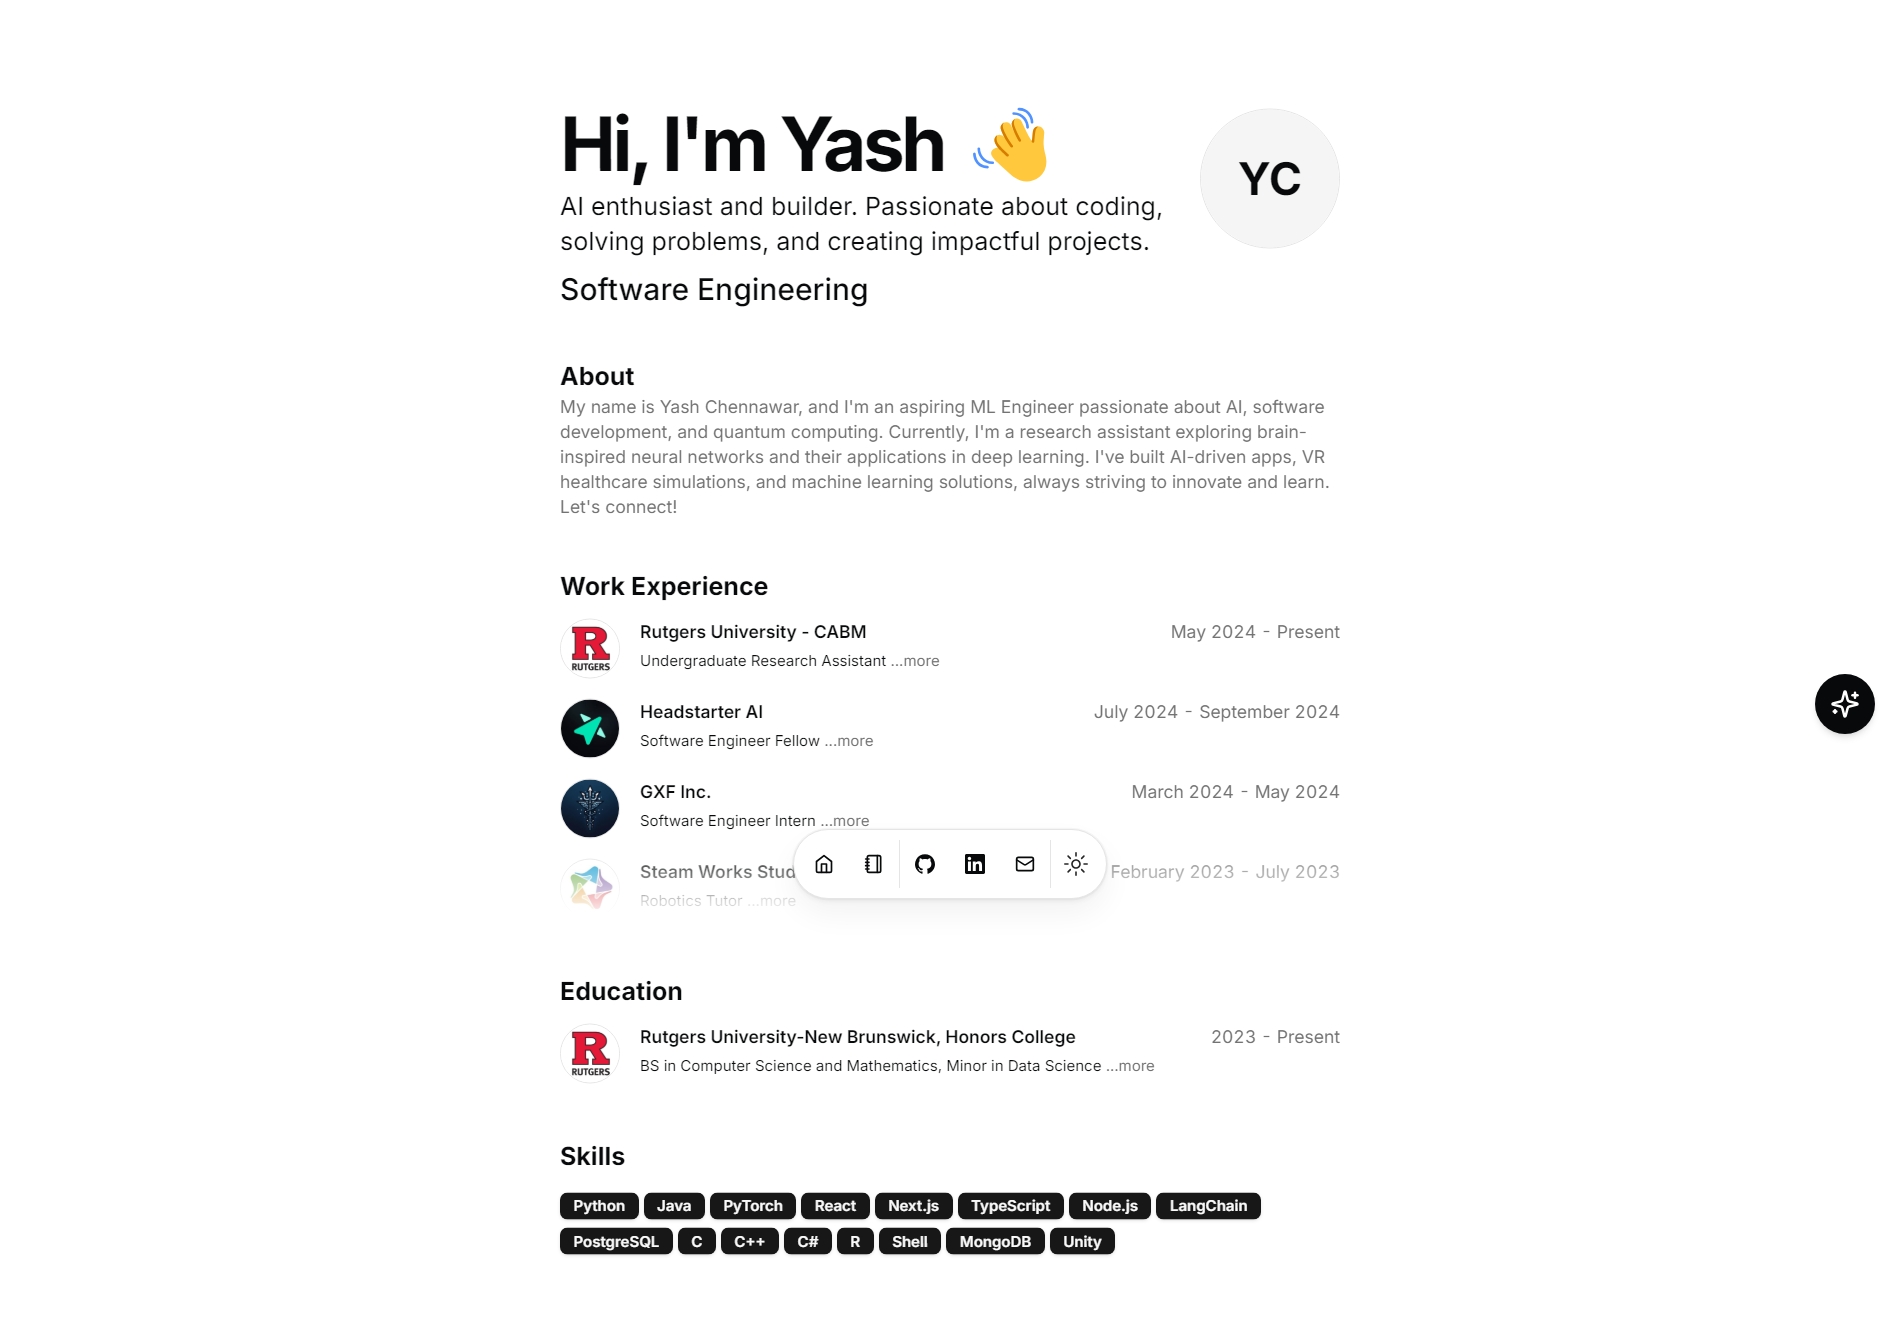 Hi, I'm Yash 👋
YC
AI enthusiast and builder. Passionate about coding,
solving problems, and creating impactful projects.
Software Engineering
About
My name is Yash Chennawar, and I'm an aspiring ML Engineer passionate about AI, software
development, and quantum computing. Currently, I'm a research assistant exploring brain-
inspired neural networks and their applications in deep learning. I've built AI-driven apps, VR
healthcare simulations, and machine learning solutions, always striving to innovate and learn.
Let's connect!
Work Experience
RUTGERS
Rutgers University - CABM May 2024 - Present
Undergraduate Research Assistant ...more
Headstarter AI July 2024 - September 2024
Software Engineer Fellow ...more
GXF Inc. March 2024 - May 2024
Software Engineer Intern ...more
Steam Works Stud February 2023 - July 2023
Robotics Tutor ...more
Education
RUTGERS
Rutgers University-New Brunswick, Honors College 2023 - Present
BS in Computer Science and Mathematics, Minor in Data Science ...more
Skills
Python Java PyTorch React Next.js TypeScript Node.js LangChain
PostgreSQL C C++ C# R Shell MongoDB Unity